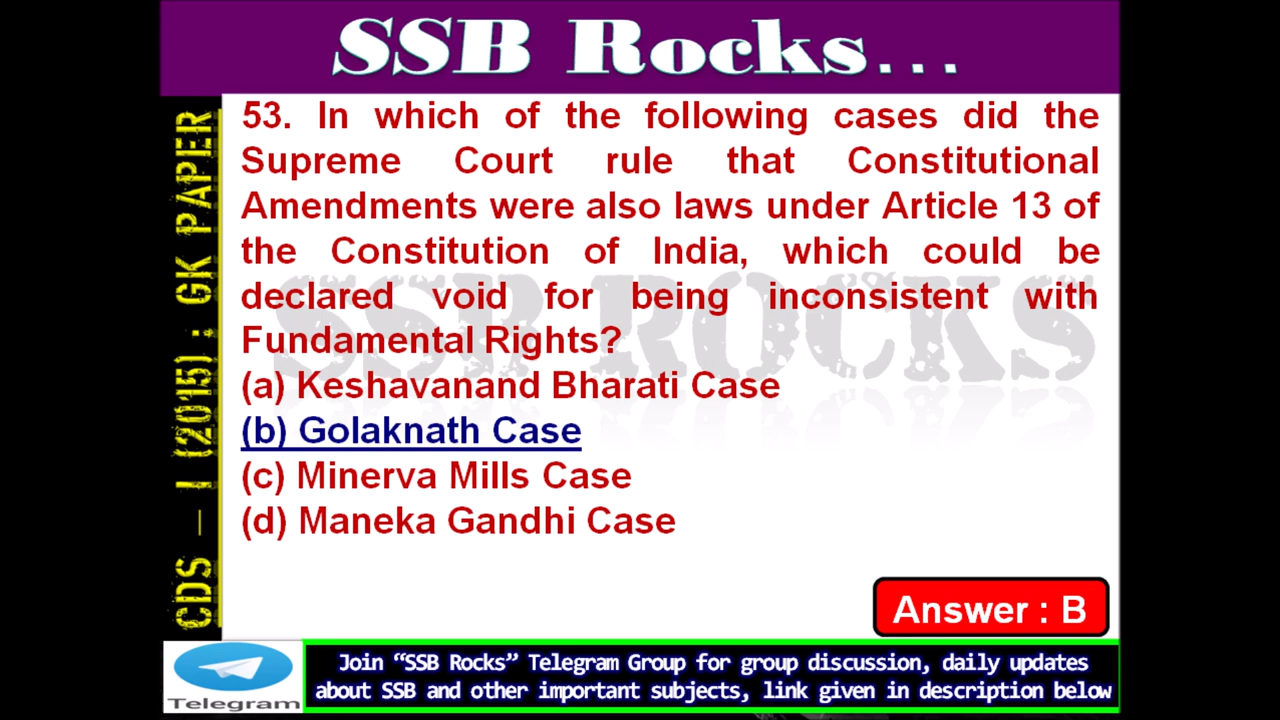 SSB Rocks...
CDS – I (2015) : GK PAPER
53. In which of the following cases did the
Supreme Court rule that Constitutional
Amendments were also laws under Article 13 of
the Constitution of India, which could be
declared void for being inconsistent with
Fundamental Rights?
(a) Keshavanand Bharati Case
(b) Golaknath Case
(c) Minerva Mills Case
(d) Maneka Gandhi Case
SSB ROCKS
in
Answer : B
Telegram
Join “SSB Rocks” Telegram Group for group discussion, daily updates
about SSB and other important subjects, link given in description below